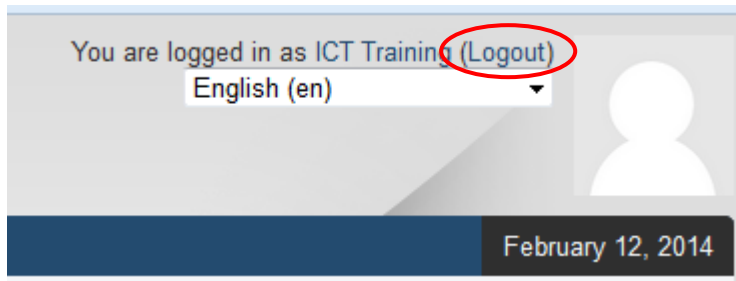 You are logged in as ICT Training (Logout)
English (en)
February 12, 2014